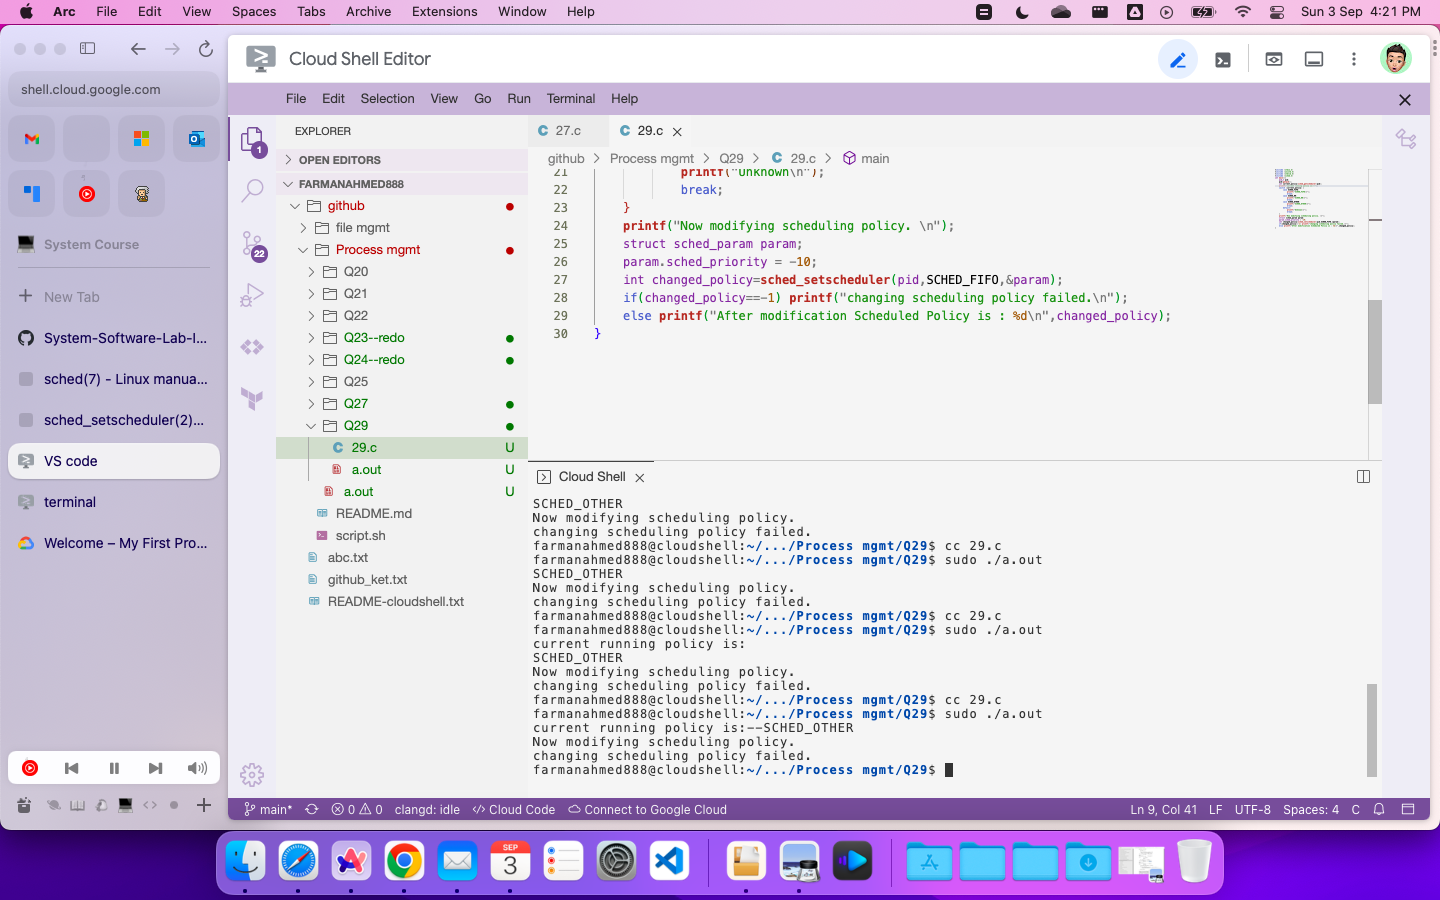 Arc File Edit View Spaces Tabs Archive Extensions Window Help Sun 3 Sep 4:21 PM
shell.cloud.google.com
System Course
New Tab
System-Software-Lab-I...
sched(7) - Linux manua...
sched_setscheduler(2)...
VS code
terminal
Welcome – My First Pro...
Cloud Shell Editor
File Edit Selection View Go Run Terminal Help
1
22
EXPLORER
OPEN EDITORS
FARMANAHMED888
github
file mgmt
Process mgmt
Q20
Q21
Q22
Q23--redo
Q24--redo
Q25
Q27
Q29
C 29.c U
a.out U
a.out U
README.md
script.sh
abc.txt
github_ket.txt
README-cloudshell.txt
C 27.c C 29.c
github > Process mgmt > Q29 > C 29.c > main
21 printf("Unknown\n");
22 break;
23 }
24 printf("Now modifying scheduling policy. \n");
25 struct sched_param param;
26 param.sched_priority = -10;
27 int changed_policy=sched_setscheduler(pid,SCHED_FIFO,&param);
28 if(changed_policy==-1) printf("changing scheduling policy failed.\n");
29 else printf("After modification Scheduled Policy is : %d\n",changed_policy);
30 }
Cloud Shell
SCHED_OTHER
Now modifying scheduling policy.
changing scheduling policy failed.
farmanahmed888@cloudshell:~/.../Process mgmt/Q29$ cc 29.c
farmanahmed888@cloudshell:~/.../Process mgmt/Q29$ sudo ./a.out
SCHED_OTHER
Now modifying scheduling policy.
changing scheduling policy failed.
farmanahmed888@cloudshell:~/.../Process mgmt/Q29$ cc 29.c
farmanahmed888@cloudshell:~/.../Process mgmt/Q29$ sudo ./a.out
current running policy is:
SCHED_OTHER
Now modifying scheduling policy.
changing scheduling policy failed.
farmanahmed888@cloudshell:~/.../Process mgmt/Q29$ cc 29.c
farmanahmed888@cloudshell:~/.../Process mgmt/Q29$ sudo ./a.out
current running policy is:--SCHED_OTHER
Now modifying scheduling policy.
changing scheduling policy failed.
farmanahmed888@cloudshell:~/.../Process mgmt/Q29$
main* 0 0 clangd: idle Cloud Code Connect to Google Cloud Ln 9, Col 41 LF UTF-8 Spaces: 4 C
SEP
3